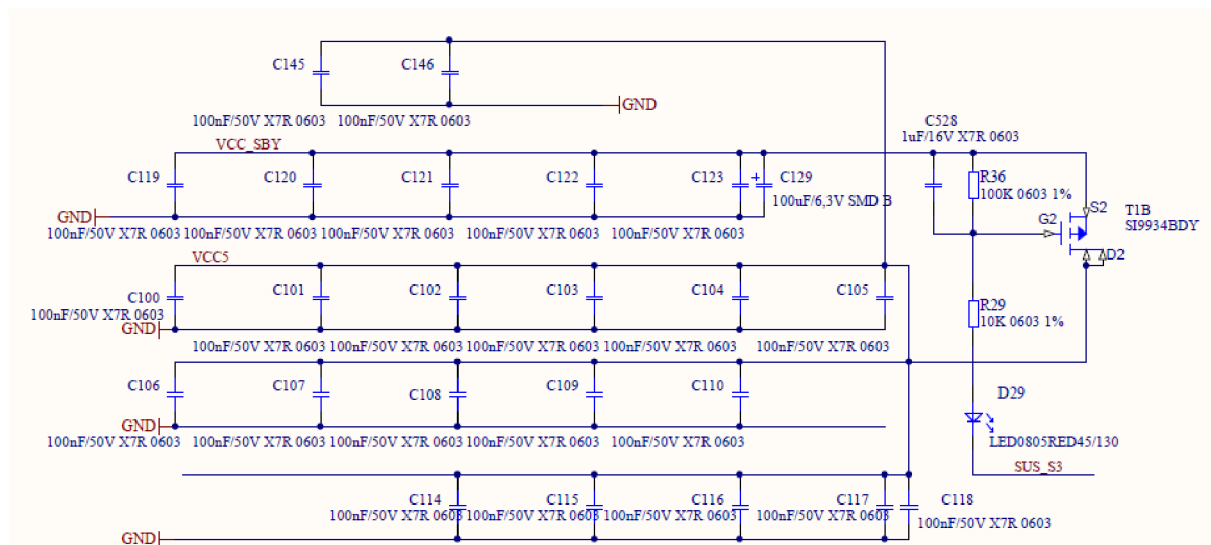 C145
C146
GND
100nF/50V X7R 0603 100nF/50V X7R 0603
C528
1uF/16V X7R 0603
VCC_SBY
C119
C120
C121
C122
C123
+
C129
100uF/6,3V SMD B
R36
100K 0603 1%
S2
G2
T1B
SI9934BDY
D2
GND
100nF/50V X7R 0603 100nF/50V X7R 0603 100nF/50V X7R 0603 100nF/50V X7R 0603 100nF/50V X7R 0603
VCC5
C100
C101
C102
C103
C104
C105
100nF/50V X7R 0603
GND
R29
10K 0603 1%
100nF/50V X7R 0603 100nF/50V X7R 0603 100nF/50V X7R 0603 100nF/50V X7R 0603 100nF/50V X7R 0603
C106
C107
C108
C109
C110
D29
GND
100nF/50V X7R 0603 100nF/50V X7R 0603 100nF/50V X7R 0603 100nF/50V X7R 0603 100nF/50V X7R 0603
LED0805RED45/130
SUS_S3
C114
C115
C116
C117
C118
100nF/50V X7R 0603 100nF/50V X7R 0603 100nF/50V X7R 0603 100nF/50V X7R 0603 100nF/50V X7R 0603
GND